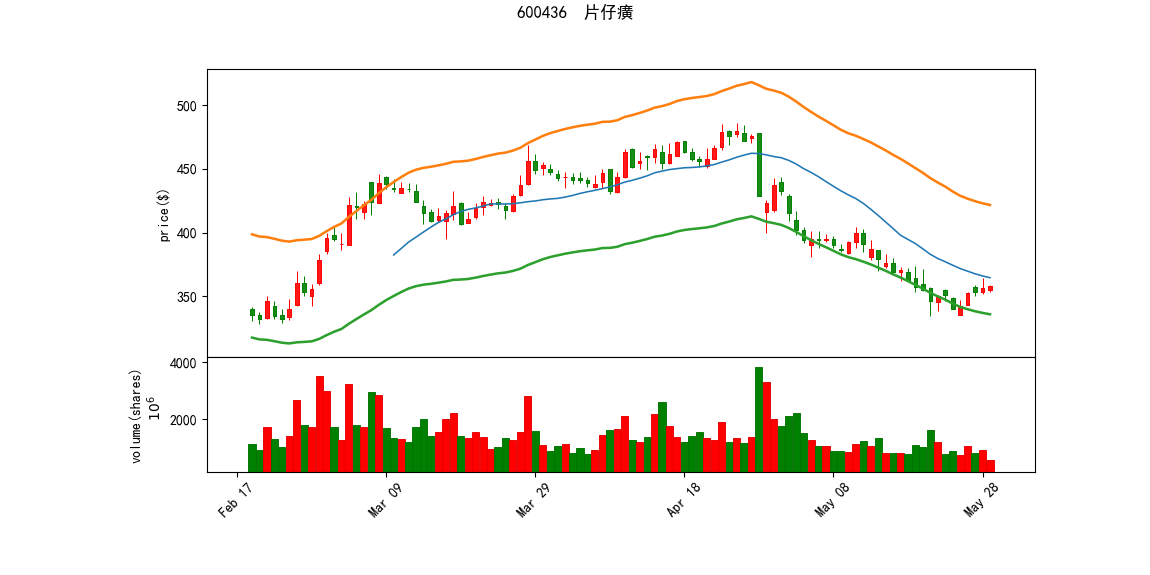 600436 片仔癀
price($)
500
450
400
350
volume(shares)
10^6
4000
2000
Feb 17
Mar 09
Mar 29
Apr 18
May 08
May 28